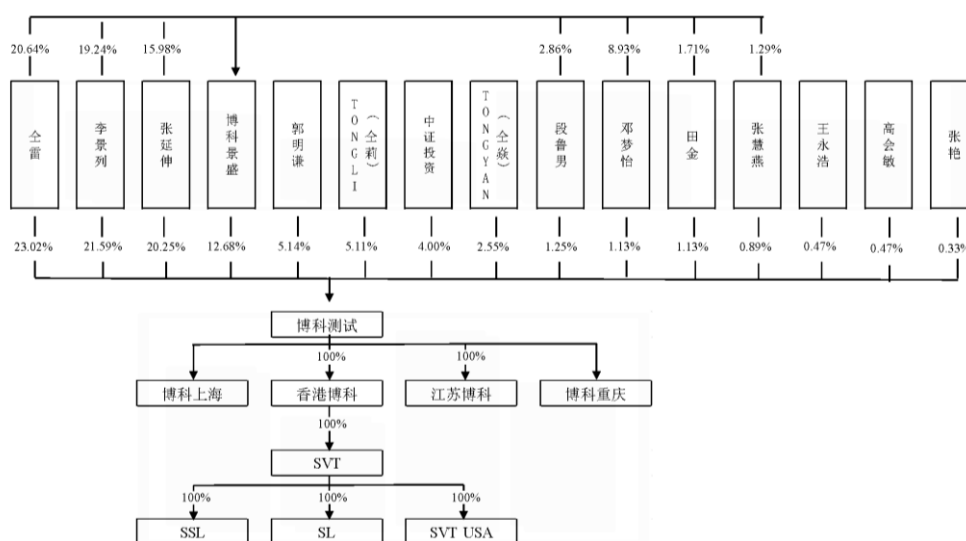 20.64% 19.24% 15.98% 2.86% 8.93% 1.71% 1.29%
仝雷
李景列
张延伸
博科景盛
郭明谦
TONGLI（仝莉）
中证投资
TONGYAN（仝焱）
段鲁男
邓梦怡
田金
张慧燕
王永浩
高会敏
张艳
23.02% 21.59% 20.25% 12.68% 5.14% 5.11% 4.00% 2.55% 1.25% 1.13% 1.13% 0.89% 0.47% 0.47% 0.33%
博科测试
100% 100%
博科上海 香港博科 江苏博科 博科重庆
100%
SVT
100% 100% 100%
SSL SL SVT USA